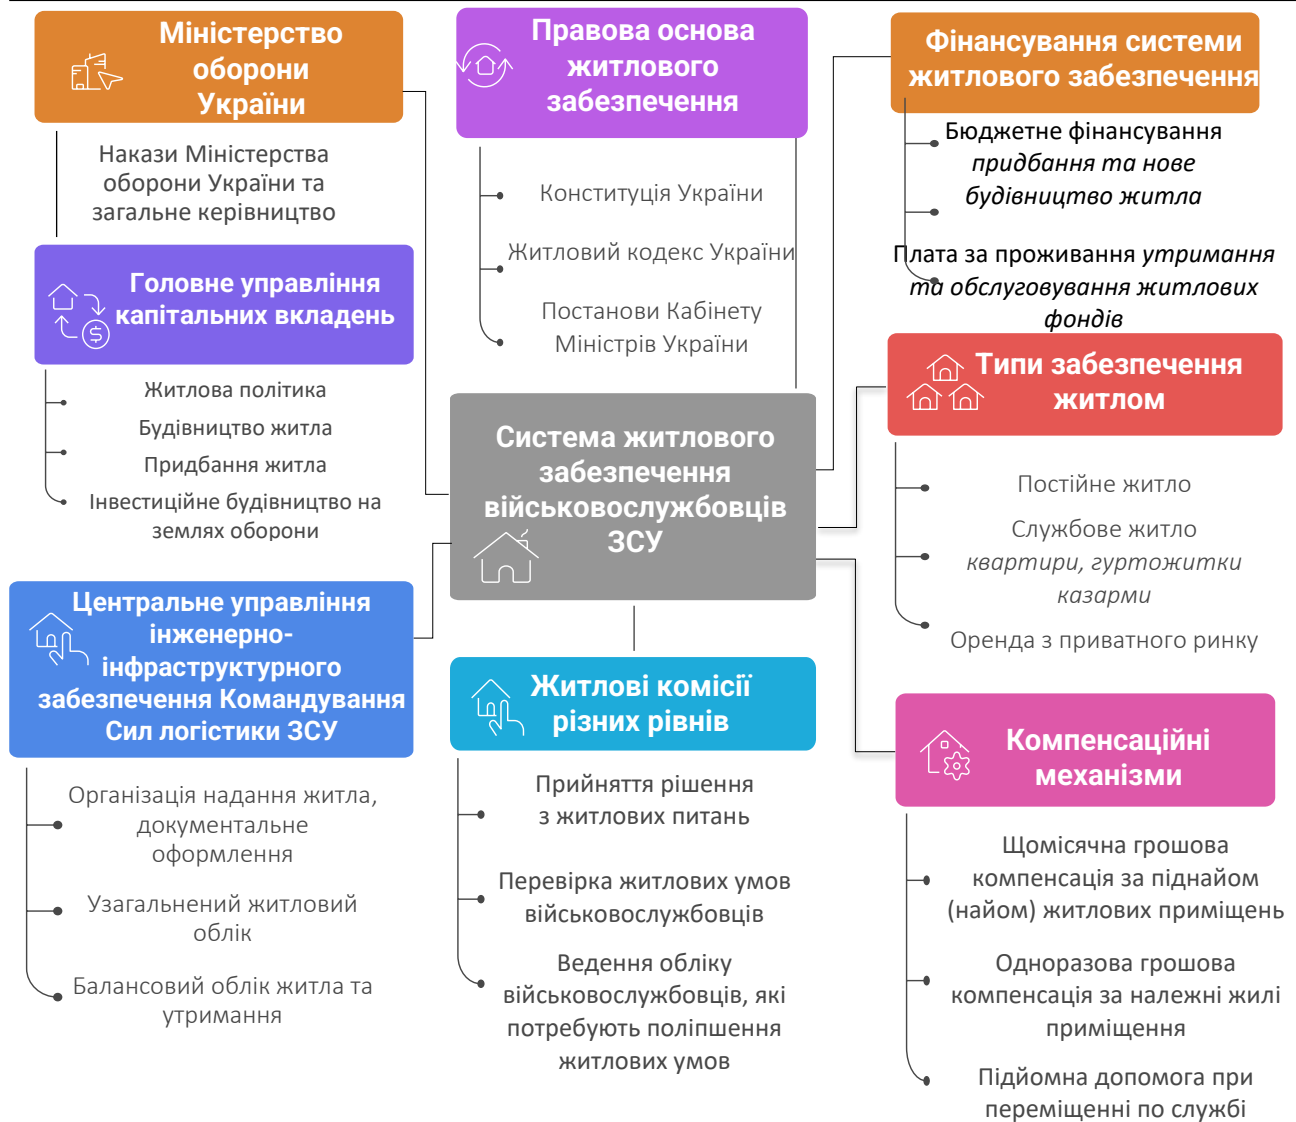 Міністерство
оборони
України
Накази Міністерства
оборони України та
загальне керівництво
Головне управління
капітальних вкладень
Житлова політика
Будівництво житла
Придбання житла
Інвестиційне будівництво на
землях оборони
Центральне управління
інженерно-
інфраструктурного
забезпечення Командування
Сил логістики ЗСУ
Організація надання житла,
документальне
оформлення
Узагальнений житловий
облік
Балансовий облік житла та
утримання
Правова основа
житлового
забезпечення
Конституція України
Житловий кодекс України
Постанови Кабінету
Міністрів України
Система житлового
забезпечення
військовослужбовців
ЗСУ
Житлові комісії
різних рівнів
Прийняття рішення
з житлових питань
Перевірка житлових умов
військовослужбовців
Ведення обліку
військовослужбовців, які
потребують поліпшення
житлових умов
Фінансування системи
житлового забезпечення
Бюджетне фінансування
придбання та нове
будівництво житла
Плата за проживання утримання
та обслуговування житлових
фондів
Типи забезпечення
житлом
Постійне житло
Службове житло
квартири, гуртожитки
казарми
Оренда з приватного ринку
Компенсаційні
механізми
Щомісячна грошова
компенсація за піднайом
(найом) житлових приміщень
Одноразова грошова
компенсація за належні жилі
приміщення
Підйомна допомога при
переміщенні по службі
$